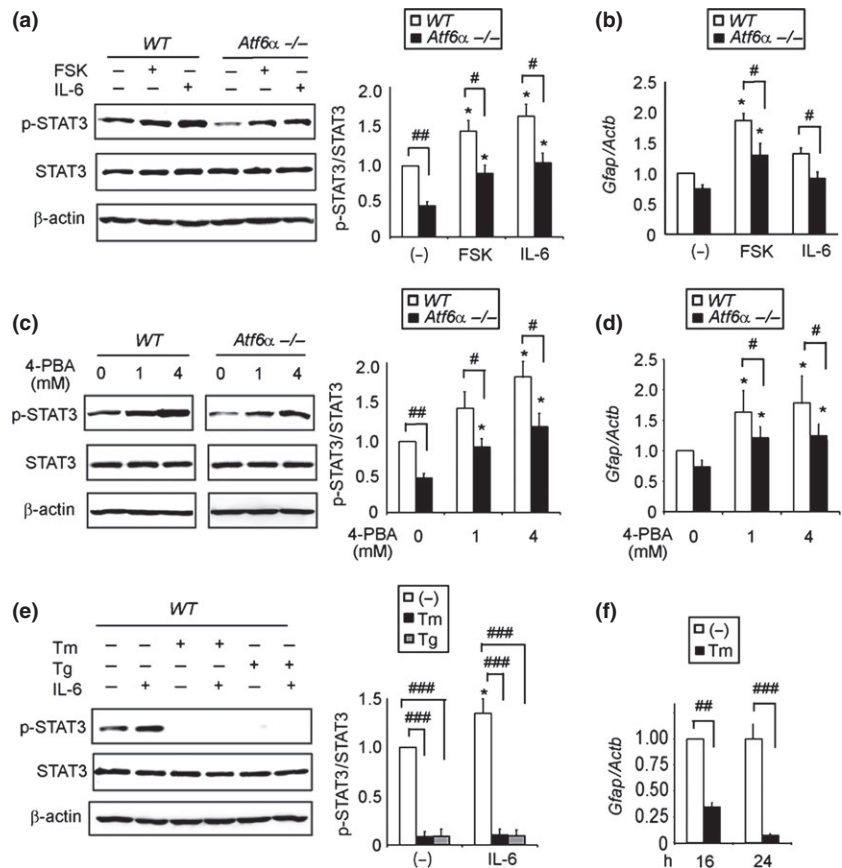 (a)
WT Atf6α −/−
FSK − + − − + −
IL-6 − − + − − +
p-STAT3
STAT3
β-actin
WT
Atf6α −/−
p-STAT3/STAT3
2.0
1.5
1.0
0.5
0
##
* # *
* # *
(−) FSK IL-6
(b)
WT
Atf6α −/−
Gfap/Actb
2.5
2.0
1.5
1.0
0.5
0
* # *
#
(−) FSK IL-6
(c)
WT Atf6α −/−
4-PBA (mM) 0 1 4 0 1 4
p-STAT3
STAT3
β-actin
WT
Atf6α −/−
p-STAT3/STAT3
2.0
1.5
1.0
0.5
0
##
# *
* # *
4-PBA (mM) 0 1 4
(d)
WT
Atf6α −/−
Gfap/Actb
2.5
2.0
1.5
1.0
0.5
0
* # *
* # *
4-PBA (mM) 0 1 4
(e)
WT
Tm − − + + − −
Tg − − − − + +
IL-6 − + − + − +
p-STAT3
STAT3
β-actin
(−)
Tm
Tg
p-STAT3/STAT3
1.5
1.0
0.5
0
###
###
###
###
*
(−) IL-6
(f)
(−)
Tm
Gfap/Actb
1.00
0.75
0.50
0.25
0
## ###
h 16 24